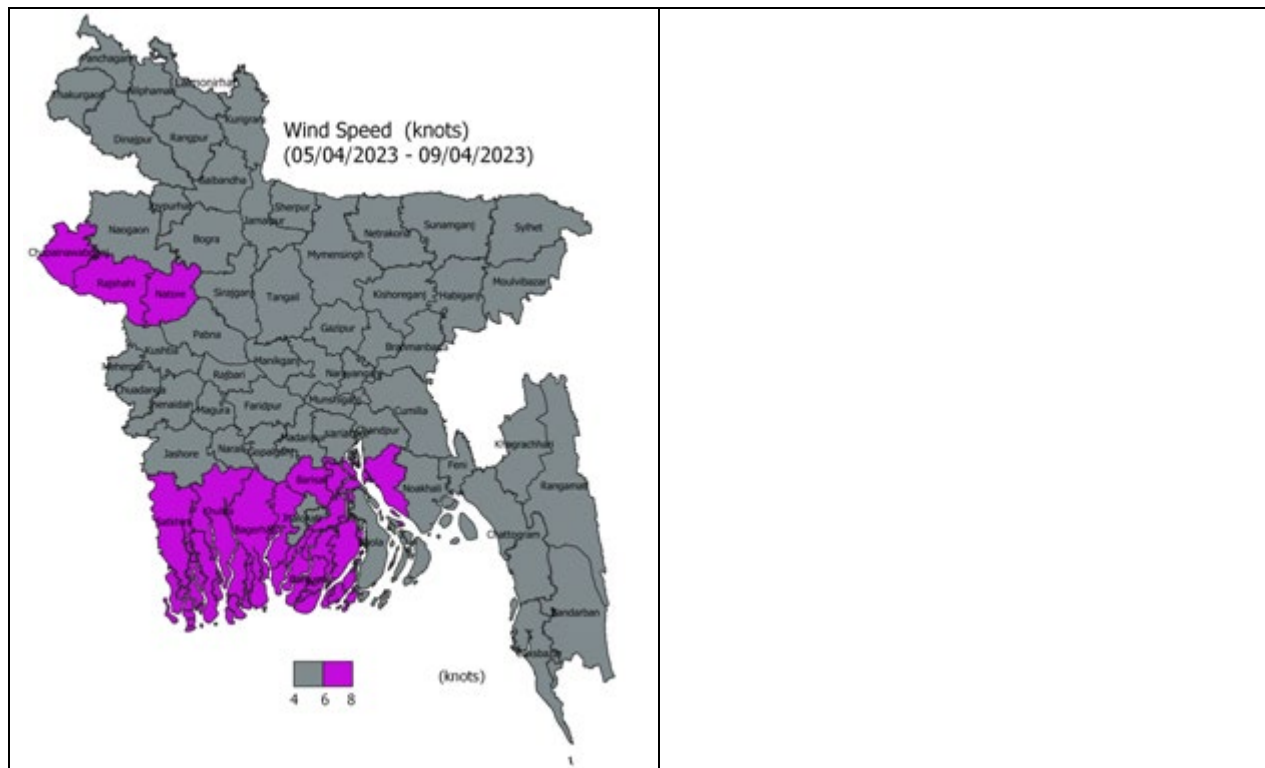 Panchagarh
Lalmonirhat
Nilphamari
Thakurgaon
Kurigram
Wind Speed (knots)
Dinajpur
Rangpur
(05/04/2023 - 09/04/2023)
Gaibandha
Joypurhat
Sherpur
Jamalpur
Naogaon
Sunamganj
Sylhet
Netrakona
Bogra
Chapainawabganj
Mymensingh
Rajshahi
Natore
Sirajganj
Tangail
Kishoreganj
Habiganj
Moulvibazar
Gazipur
Pabna
Brahmanbaria
Kushtia
Manikganj
Meherpur
Rajbari
Narayanganj
Chuadanga
Jhenaidah
Magura
Faridpur
Munshiganj
Cumilla
Madaripur
Shariatpur
Chandpur
Khagrachhari
Jashore
Narail
Gopalganj
Feni
Barisal
Noakhali
Rangamati
Satkhira
Khulna
Bagerhat
Chattogram
Bhola
Bandarban
(knots)
4 6 8